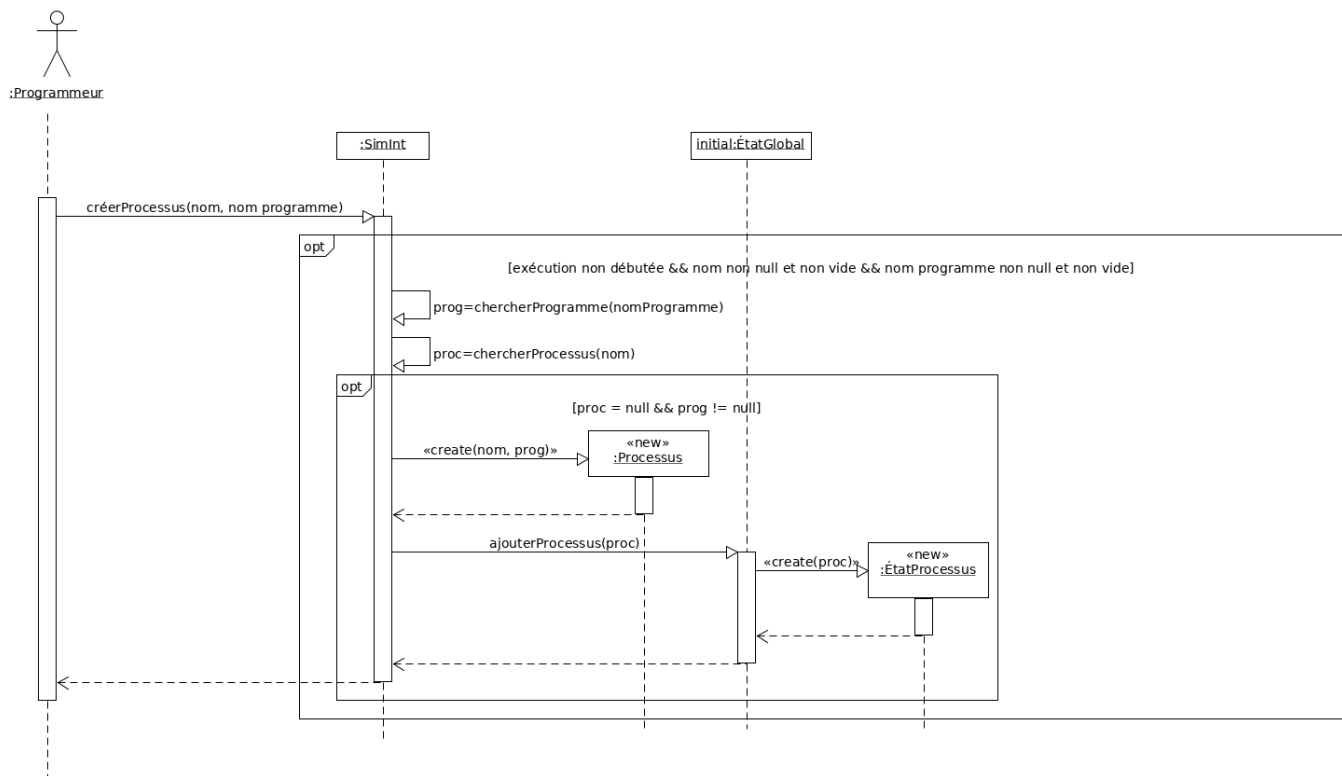 :Programmeur
:SimInt
initial:ÉtatGlobal
créerProcessus(nom, nom programme)
opt
[exécution non débutée && nom non null et non vide && nom programme non null et non vide]
prog=chercherProgramme(nomProgramme)
proc=chercherProcessus(nom)
opt
[proc = null && prog != null]
«create(nom, prog)»
«new»
:Processus
ajouterProcessus(proc)
«create(proc)»
«new»
:ÉtatProcessus